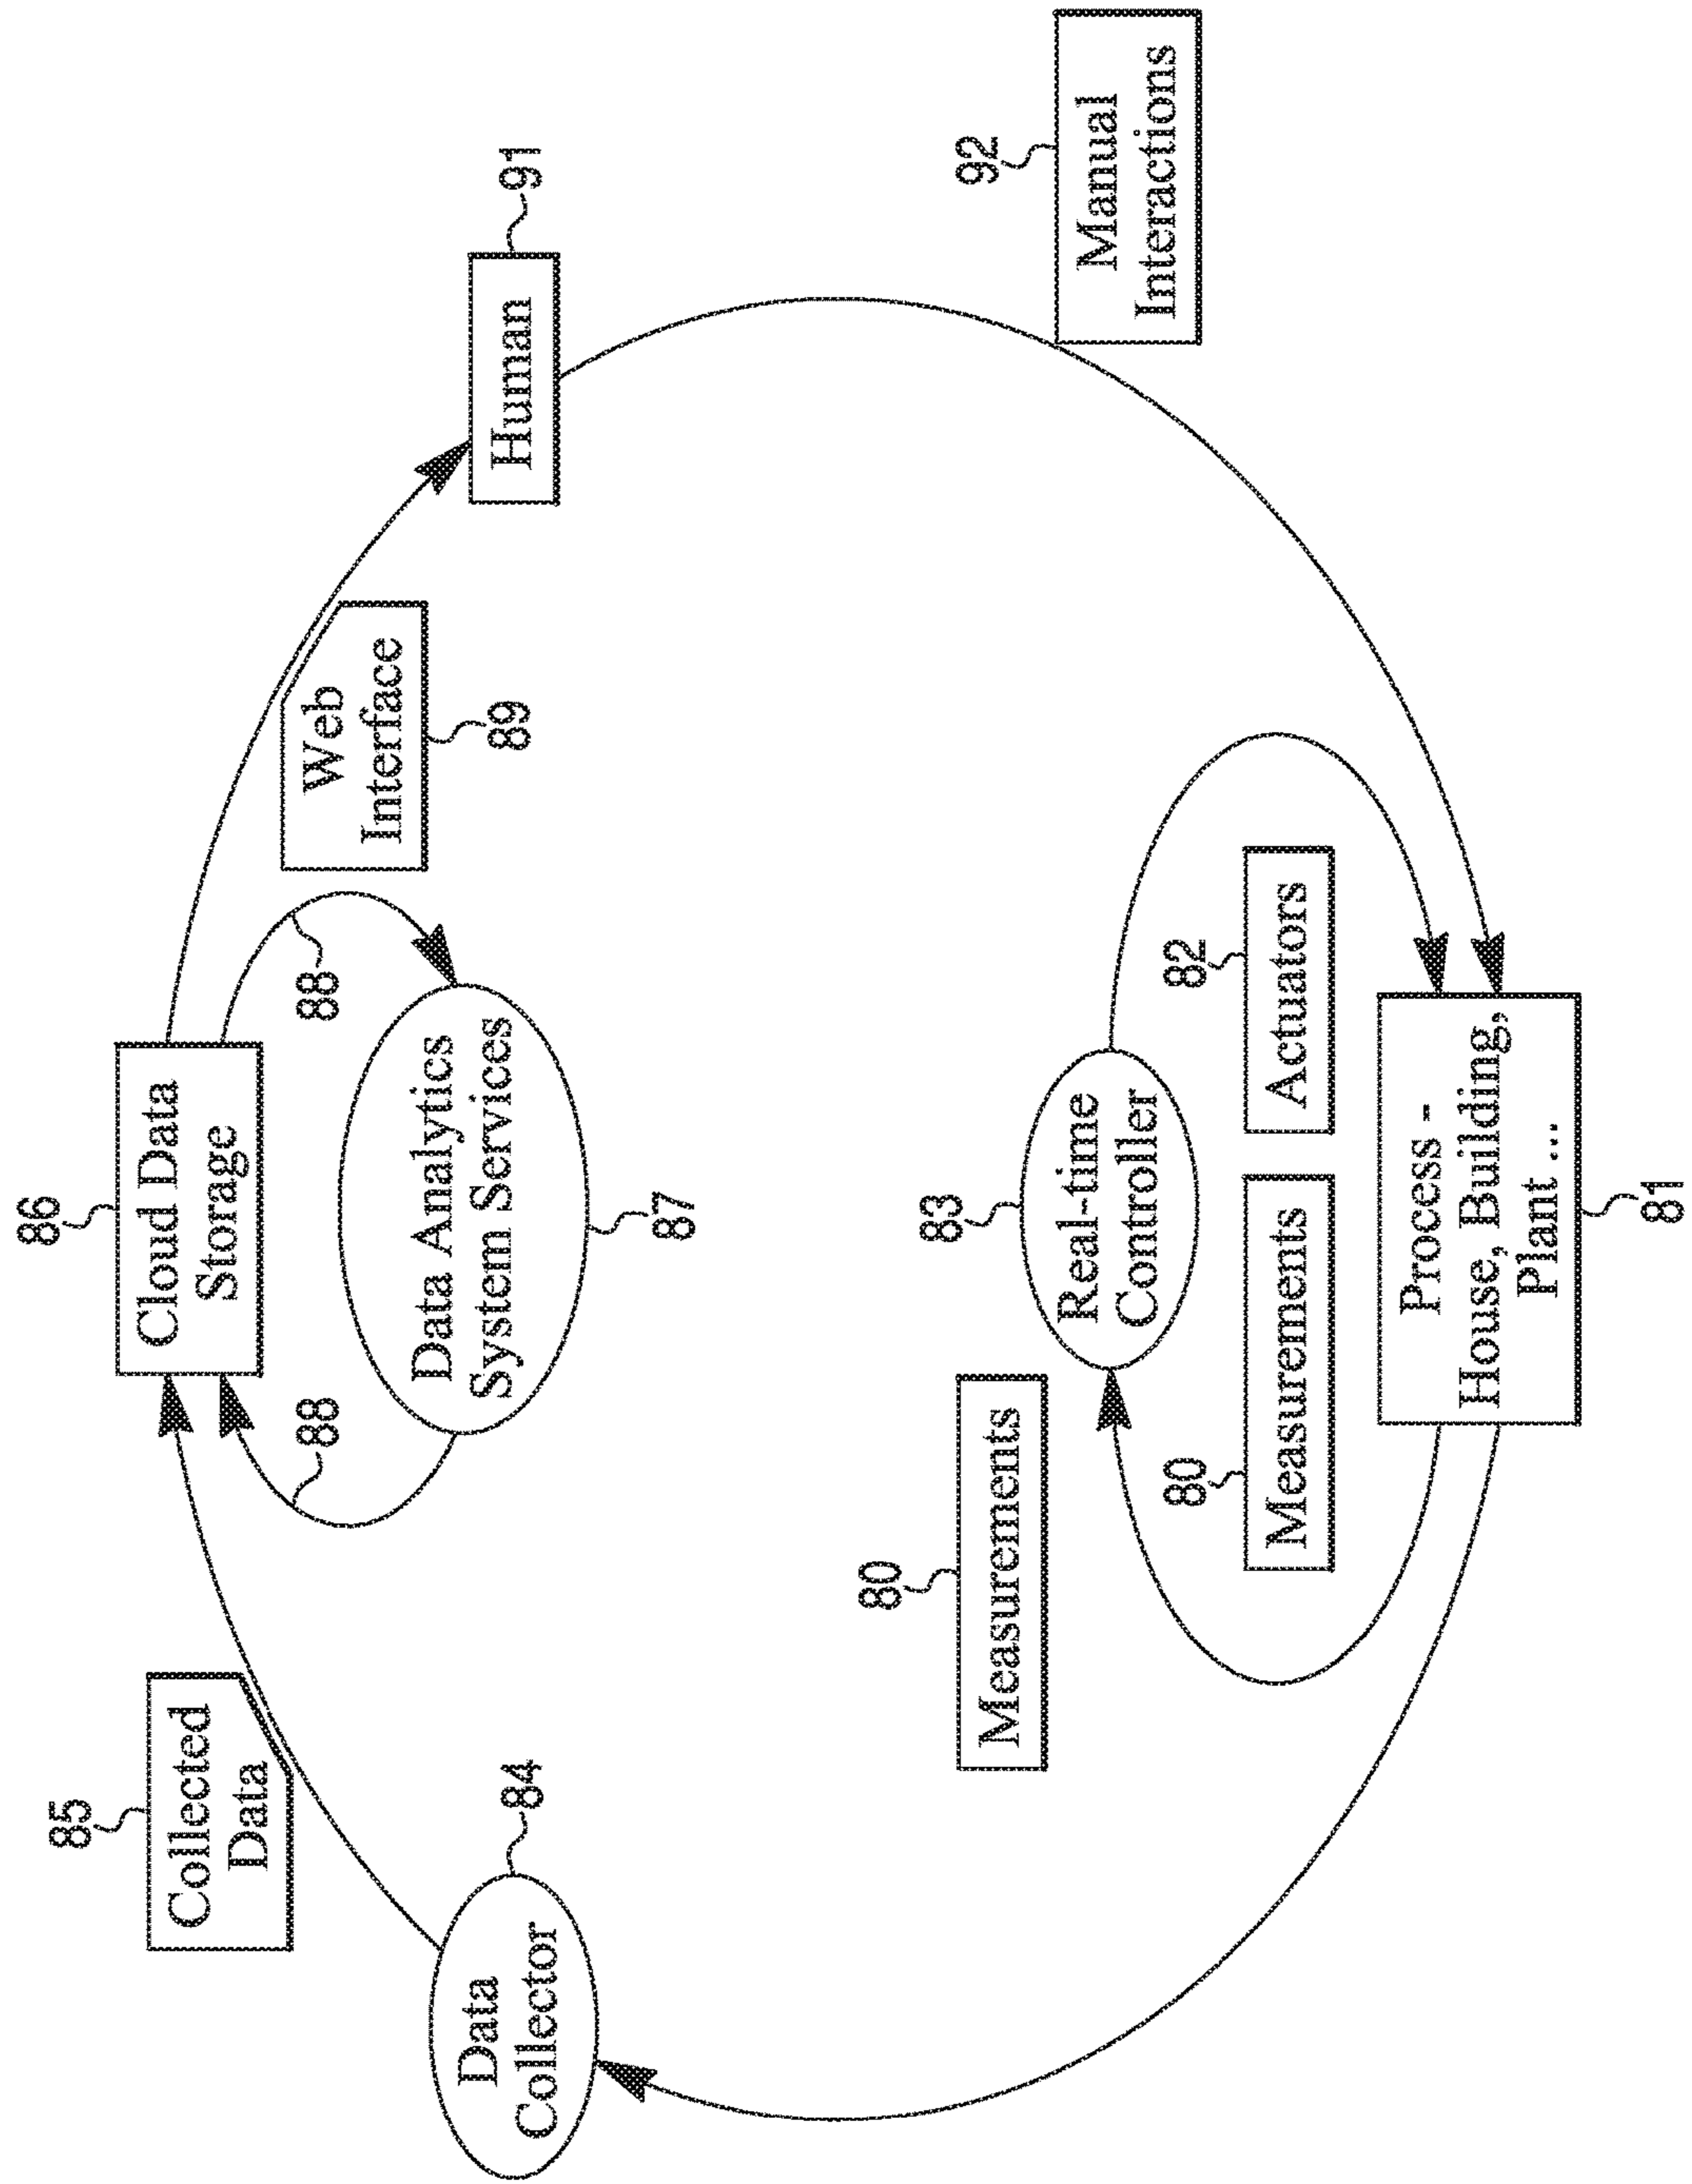 86
Cloud Data
Storage
85
Collected
Data
88
88
Web
Interface
89
Data Analytics
System Services
87
84
Data
Collector
91
Human
80
Measurements
83
Real-time
Controller
92
Manual
Interactions
80
Measurements
82
Actuators
Process -
House, Building,
Plant ...
81